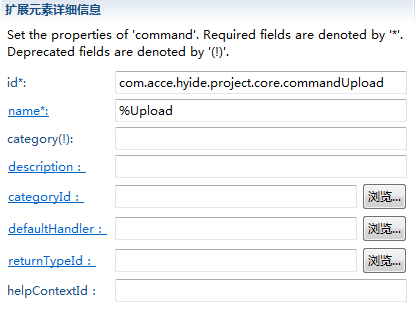 扩展元素详细信息
Set the properties of 'command'. Required fields are denoted by '*'.
Deprecated fields are denoted by '(!)'.
id*: com.acce.hyide.project.core.commandUpload
name*: %Upload
category(!):
description：
categoryId： 浏览...
defaultHandler： 浏览...
returnTypeId： 浏览...
helpContextId：